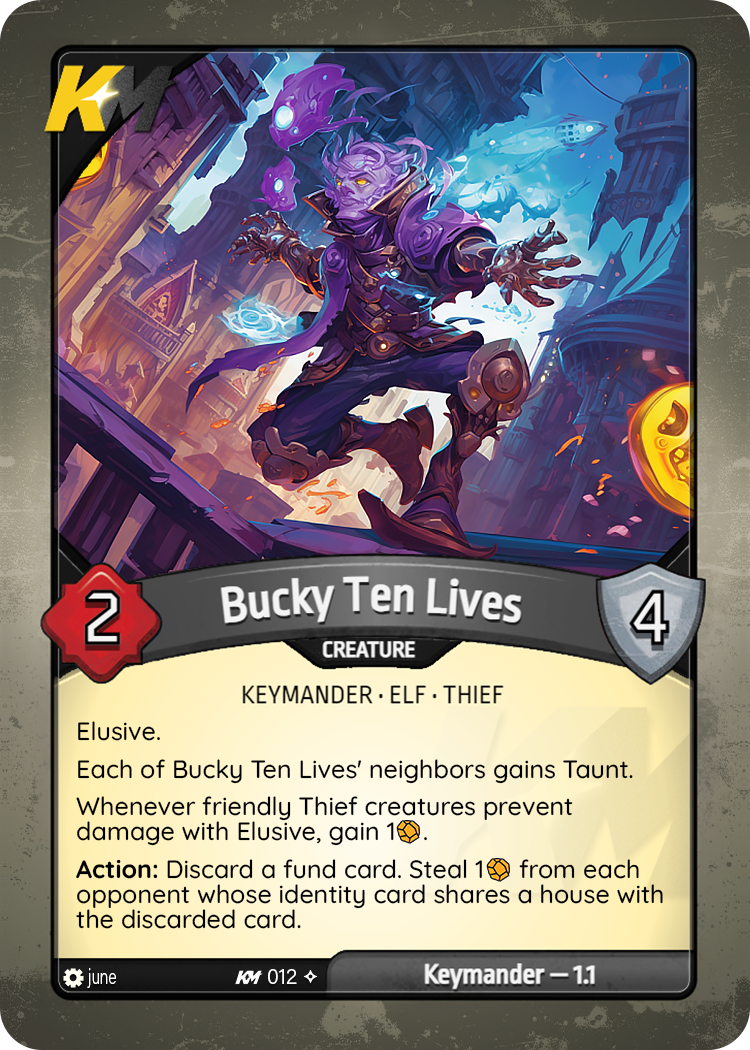 KM
Bucky Ten Lives
2
4
CREATURE
KEYMANDER · ELF · THIEF
Elusive.
Each of Bucky Ten Lives' neighbors gains Taunt.
Whenever friendly Thief creatures prevent
damage with Elusive, gain 1.
Action: Discard a fund card. Steal 1 from each
opponent whose identity card shares a house with
the discarded card.
june
KM 012
Keymander – 1.1